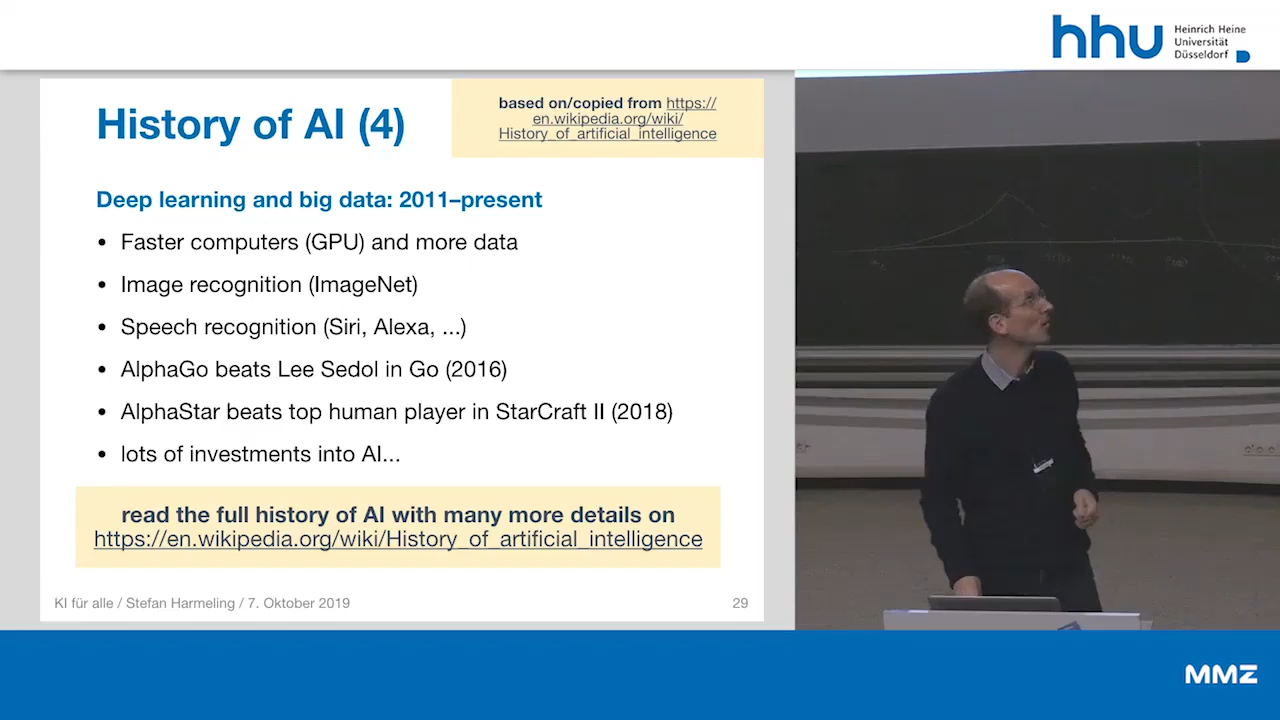 hhu
Heinrich Heine
Universität
Düsseldorf
History of AI (4)
based on/copied from https://
en.wikipedia.org/wiki/
History_of_artificial_intelligence
Deep learning and big data: 2011–present
• Faster computers (GPU) and more data
• Image recognition (ImageNet)
• Speech recognition (Siri, Alexa, ...)
• AlphaGo beats Lee Sedol in Go (2016)
• AlphaStar beats top human player in StarCraft II (2018)
• lots of investments into AI...
read the full history of AI with many more details on
https://en.wikipedia.org/wiki/History_of_artificial_intelligence
KI für alle / Stefan Harmeling / 7. Oktober 2019
29
MMZ